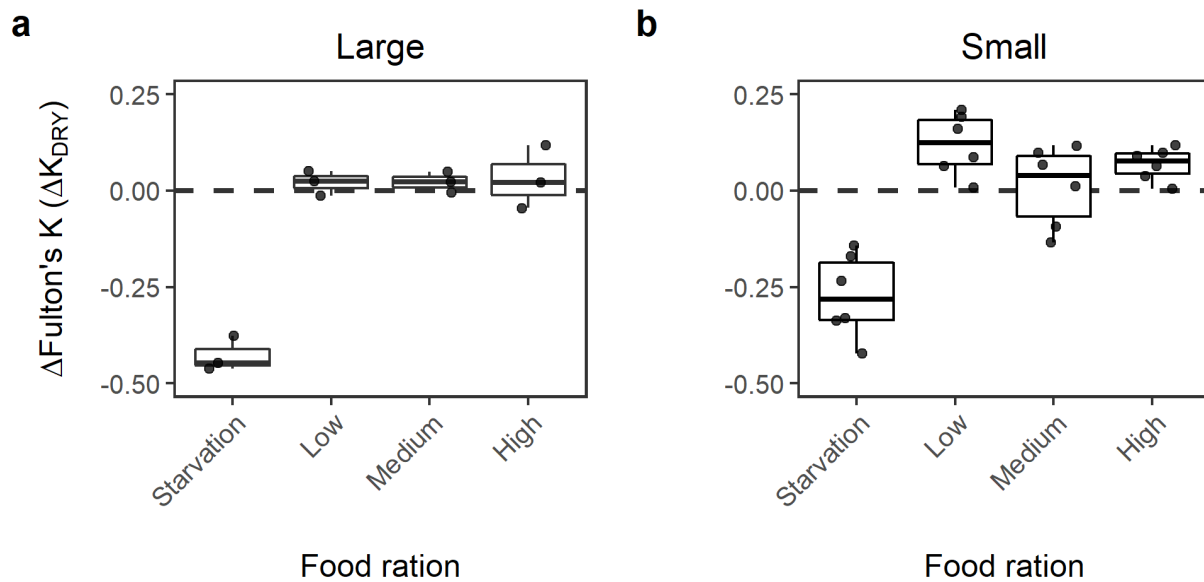 a
Large
ΔFulton's K (ΔK_DRY)
0.25
0.00
-0.25
-0.50
Starvation
Low
Medium
High
Food ration
b
Small
0.25
0.00
-0.25
-0.50
Starvation
Low
Medium
High
Food ration